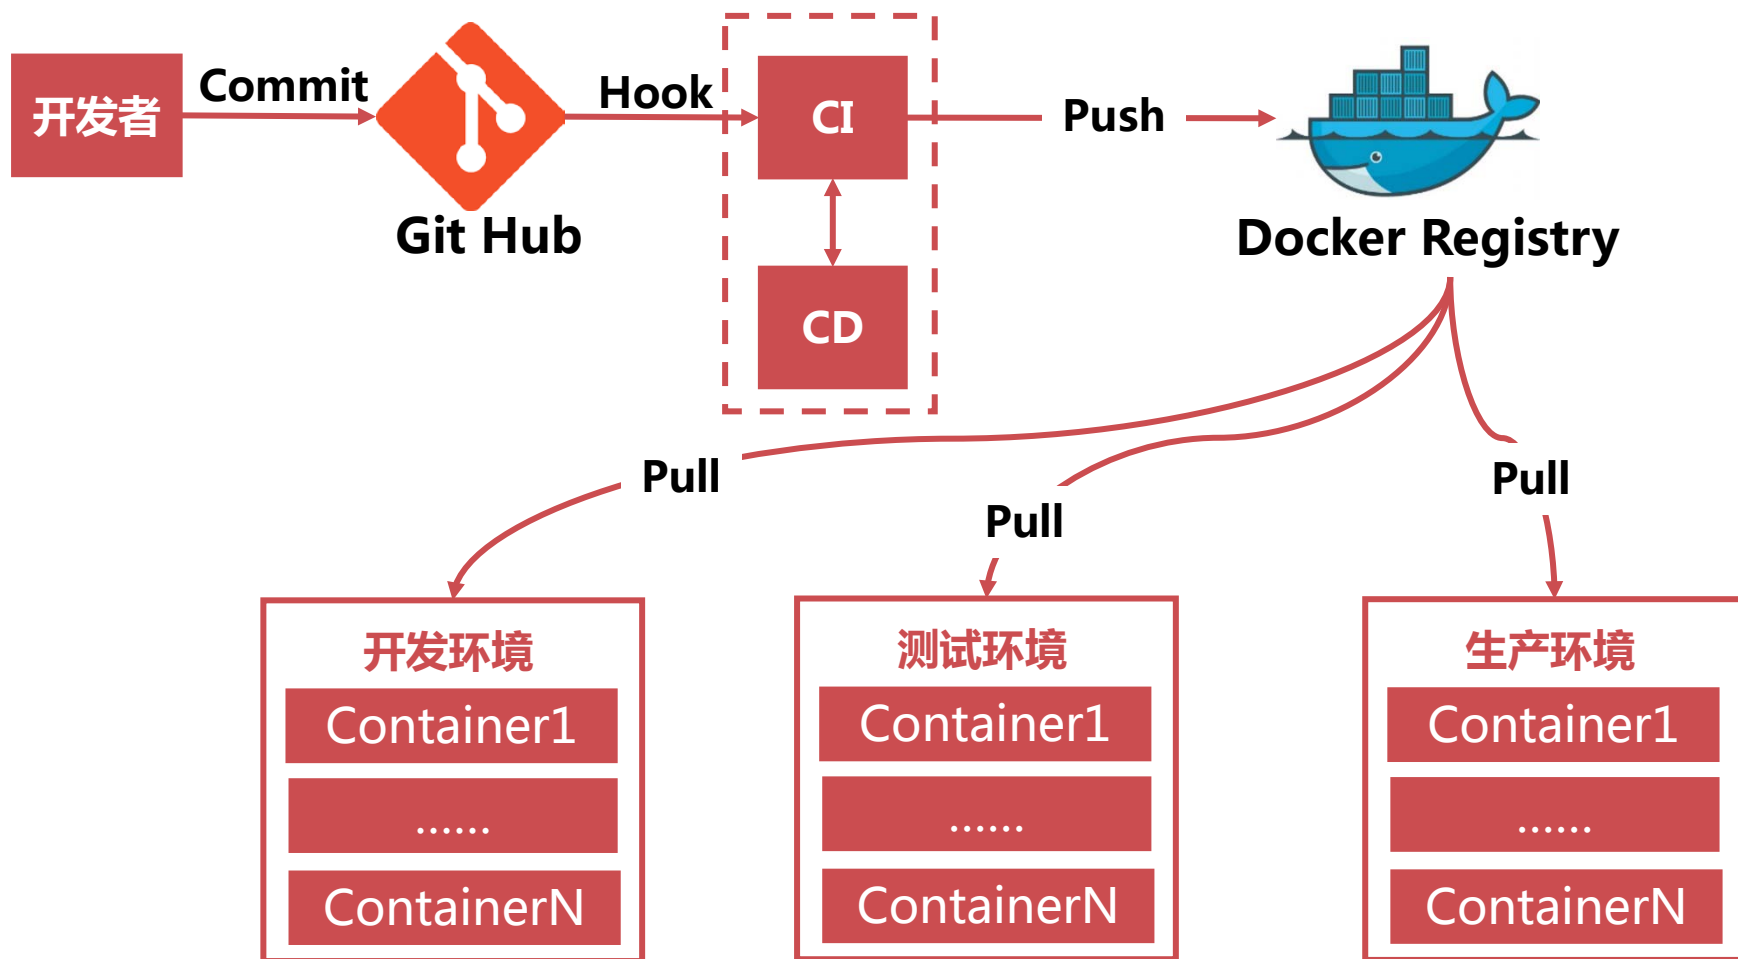 开发者
Commit
Git Hub
Hook
CI
CD
Push
Docker Registry
Pull
Pull
Pull
开发环境
Container1
......
ContainerN
测试环境
Container1
......
ContainerN
生产环境
Container1
......
ContainerN